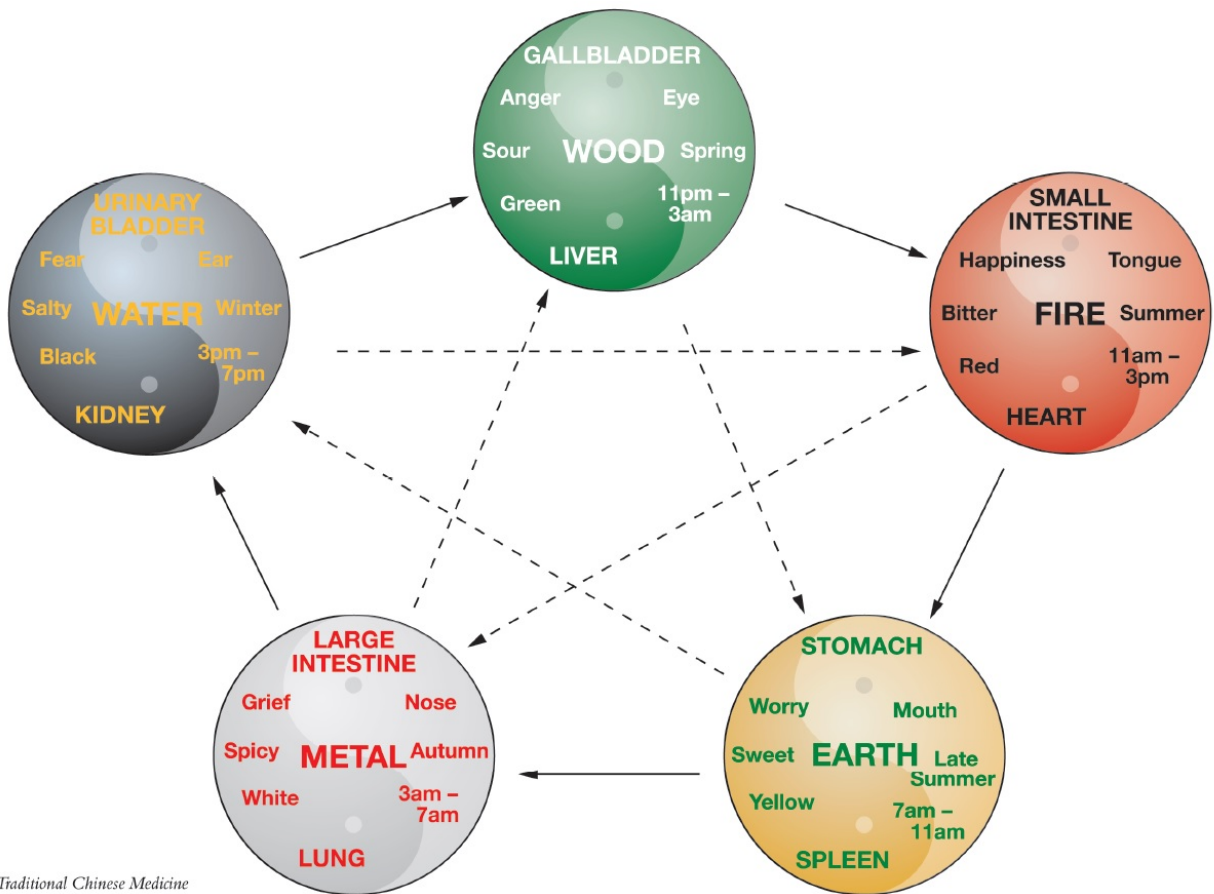 GALLBLADDER
Anger
Eye
Sour
WOOD
Spring
Green
11pm –
3am
LIVER
URINARY
BLADDER
Fear
Ear
Salty
WATER
Winter
Black
3pm –
7pm
KIDNEY
SMALL
INTESTINE
Happiness
Tongue
Bitter
FIRE
Summer
Red
11am –
3pm
HEART
LARGE
INTESTINE
Grief
Nose
Spicy
METAL
Autumn
White
3am –
7am
LUNG
STOMACH
Worry
Mouth
Sweet
EARTH
Late
Summer
Yellow
7am –
11am
SPLEEN
Traditional Chinese Medicine